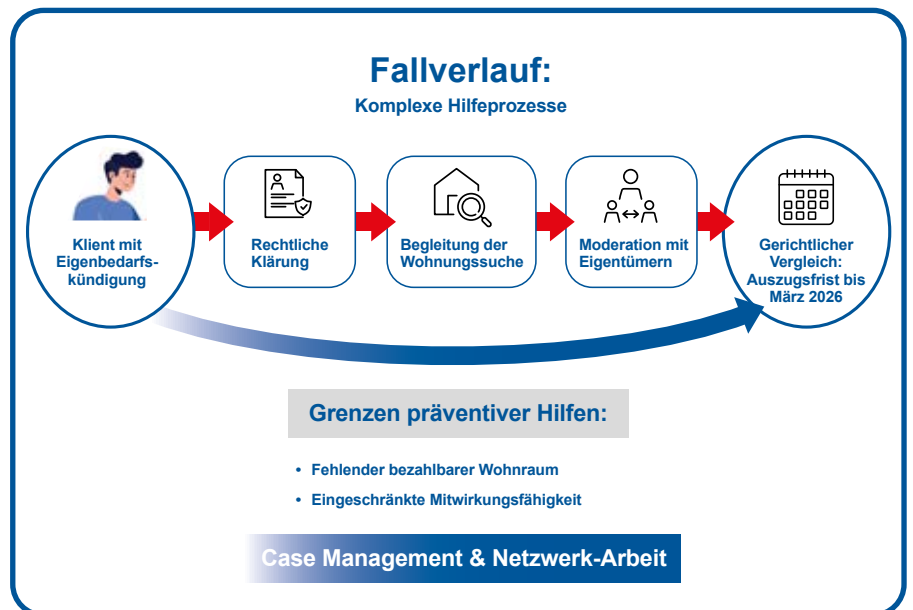 Fallverlauf:
Komplexe Hilfeprozesse
Klient mit
Eigenbedarfs-
kündigung
Rechtliche
Klärung
Begleitung der
Wohnungssuche
Moderation mit
Eigentümern
Gerichtlicher
Vergleich:
Auszugsfrist bis
März 2026
Grenzen präventiver Hilfen:
• Fehlender bezahlbarer Wohnraum
• Eingeschränkte Mitwirkungsfähigkeit
Case Management & Netzwerk-Arbeit